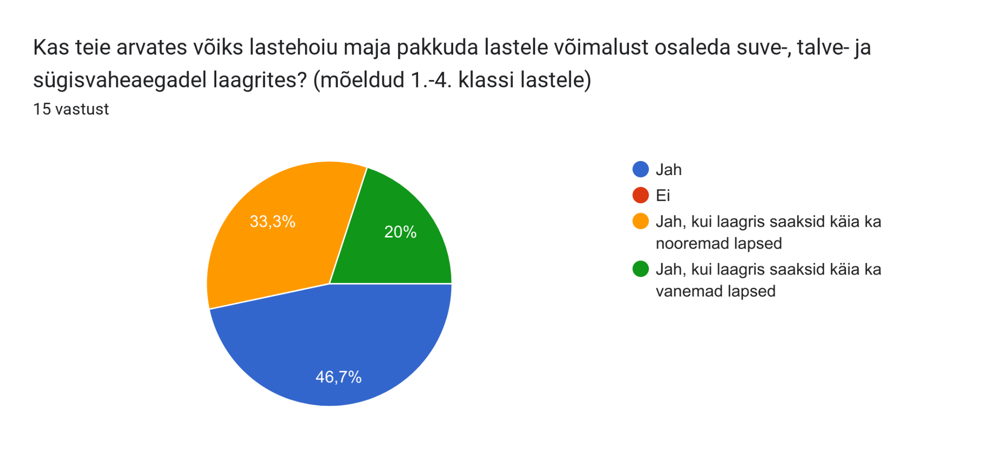 Kas teie arvates võiks lastehoiu maja pakkuda lastele võimalust osaleda suve-, talve- ja
sügisvaheaegadel laagrites? (mõeldud 1.-4. klassi lastele)
15 vastust
33,3%
20%
46,7%
Jah
Ei
Jah, kui laagris saaksid käia ka
nooremad lapsed
Jah, kui laagris saaksid käia ka
vanemad lapsed